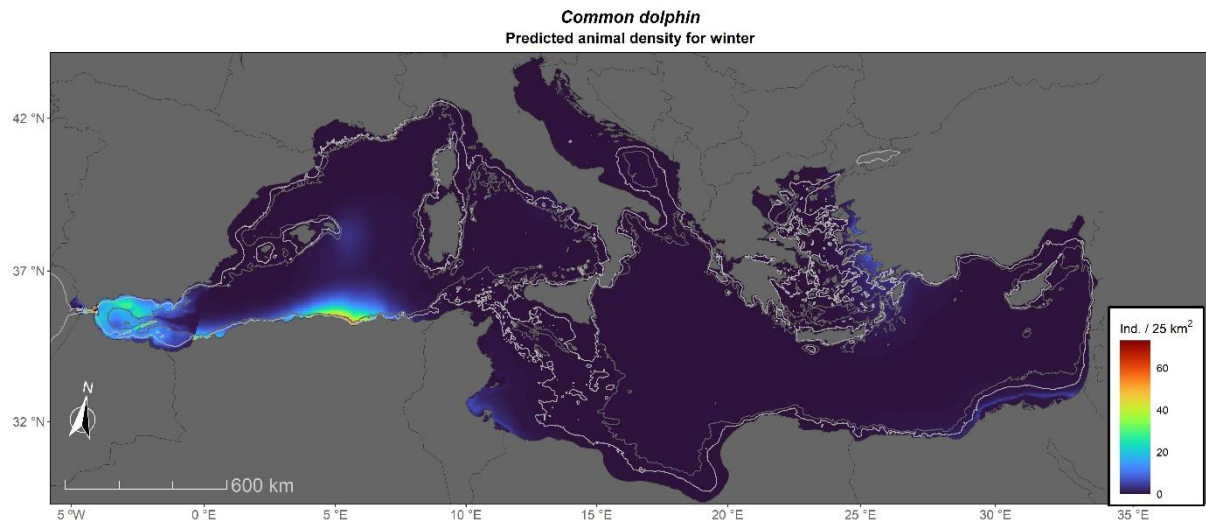 Common dolphin
Predicted animal density for winter
42 °N
37 °N
32 °N
N
600 km
Ind. / 25 km²
60
40
20
0
5 °W
0 °E
5 °E
10 °E
15 °E
20 °E
25 °E
30 °E
35 °E